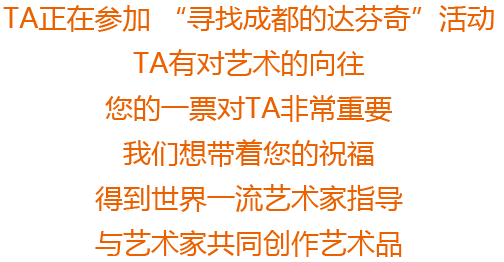 TA正在参加 “寻找成都的达芬奇”活动
TA有对艺术的向往
您的一票对TA非常重要
我们想带着您的祝福
得到世界一流艺术家指导
与艺术家共同创作艺术品